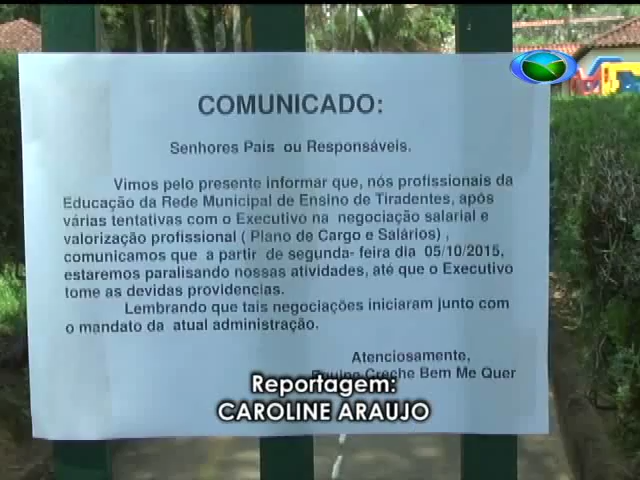 COMUNICADO:
Senhores Pais ou Responsáveis.
Vimos pelo presente informar que, nós profissionais da
Educação da Rede Municipal de Ensino de Tiradentes, após
várias tentativas com o Executivo na negociação salarial e
valorização profissional ( Plano de Cargo e Salários) ,
comunicamos que a partir de segunda- feira dia 05/10/2015,
estaremos paralisando nossas atividades, até que o Executivo
tome as devidas providencias.
Lembrando que tais negociações iniciaram junto com
o mandato da atual administração.
Atenciosamente,
Equipe Creche Bem Me Quer
Reportagem:
CAROLINE ARAUJO